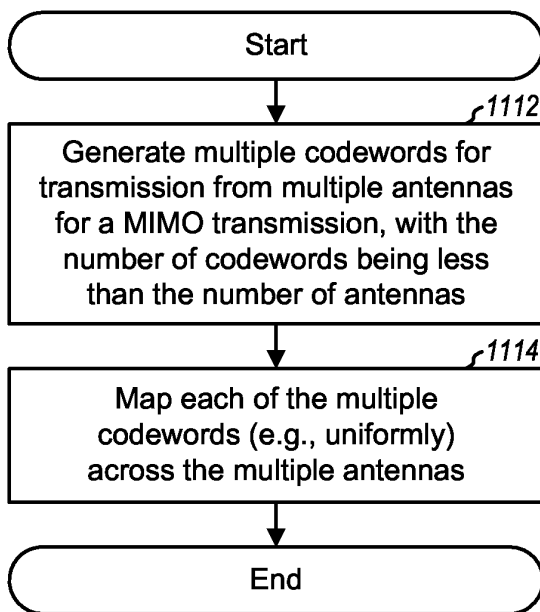 Start
1112
Generate multiple codewords for
transmission from multiple antennas
for a MIMO transmission, with the
number of codewords being less
than the number of antennas
1114
Map each of the multiple
codewords (e.g., uniformly)
across the multiple antennas
End